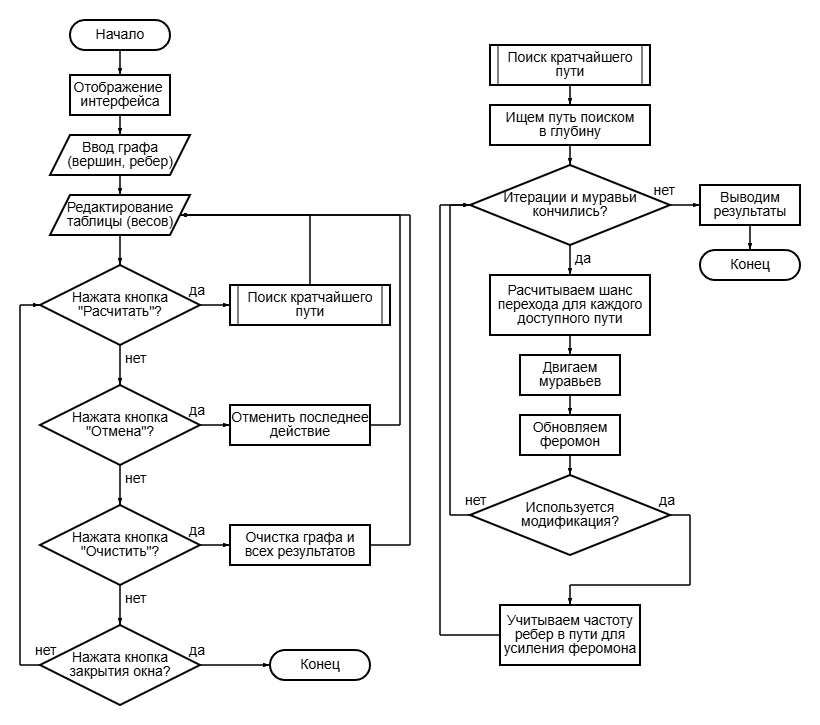 Начало
Отображение
интерфейса
Ввод графа
(вершин, ребер)
Редактирование
таблицы (весов)
Нажата кнопка
"Расчитать"?
да
Поиск кратчайшего
пути
нет
Нажата кнопка
"Отмена"?
да
Отменить последнее
действие
нет
Нажата кнопка
"Очистить"?
да
Очистка графа и
всех результатов
нет
нет
Нажата кнопка
закрытия окна?
да
Конец
Поиск кратчайшего
пути
Ищем путь поиском
в глубину
Итерации и муравьи
кончились?
нет
Выводим
результаты
Конец
да
Расчитываем шанс
перехода для каждого
доступного пути
Двигаем
муравьев
Обновляем
феромон
нет
Используется
модификация?
да
Учитываем частоту
ребер в пути для
усиления феромона